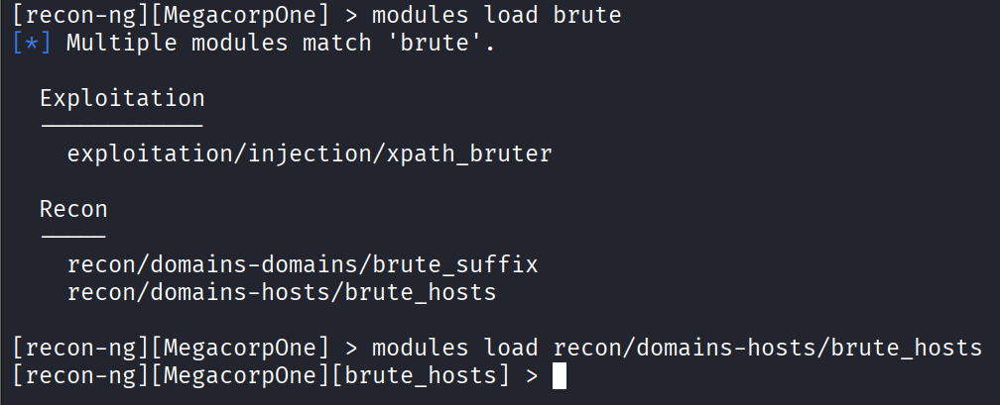 [recon-ng][MegacorpOne] > modules load brute
[*] Multiple modules match 'brute'.
Exploitation
------------
exploitation/injection/xpath_bruter
Recon
-----
recon/domains-domains/brute_suffix
recon/domains-hosts/brute_hosts
[recon-ng][MegacorpOne] > modules load recon/domains-hosts/brute_hosts
[recon-ng][MegacorpOne][brute_hosts] >